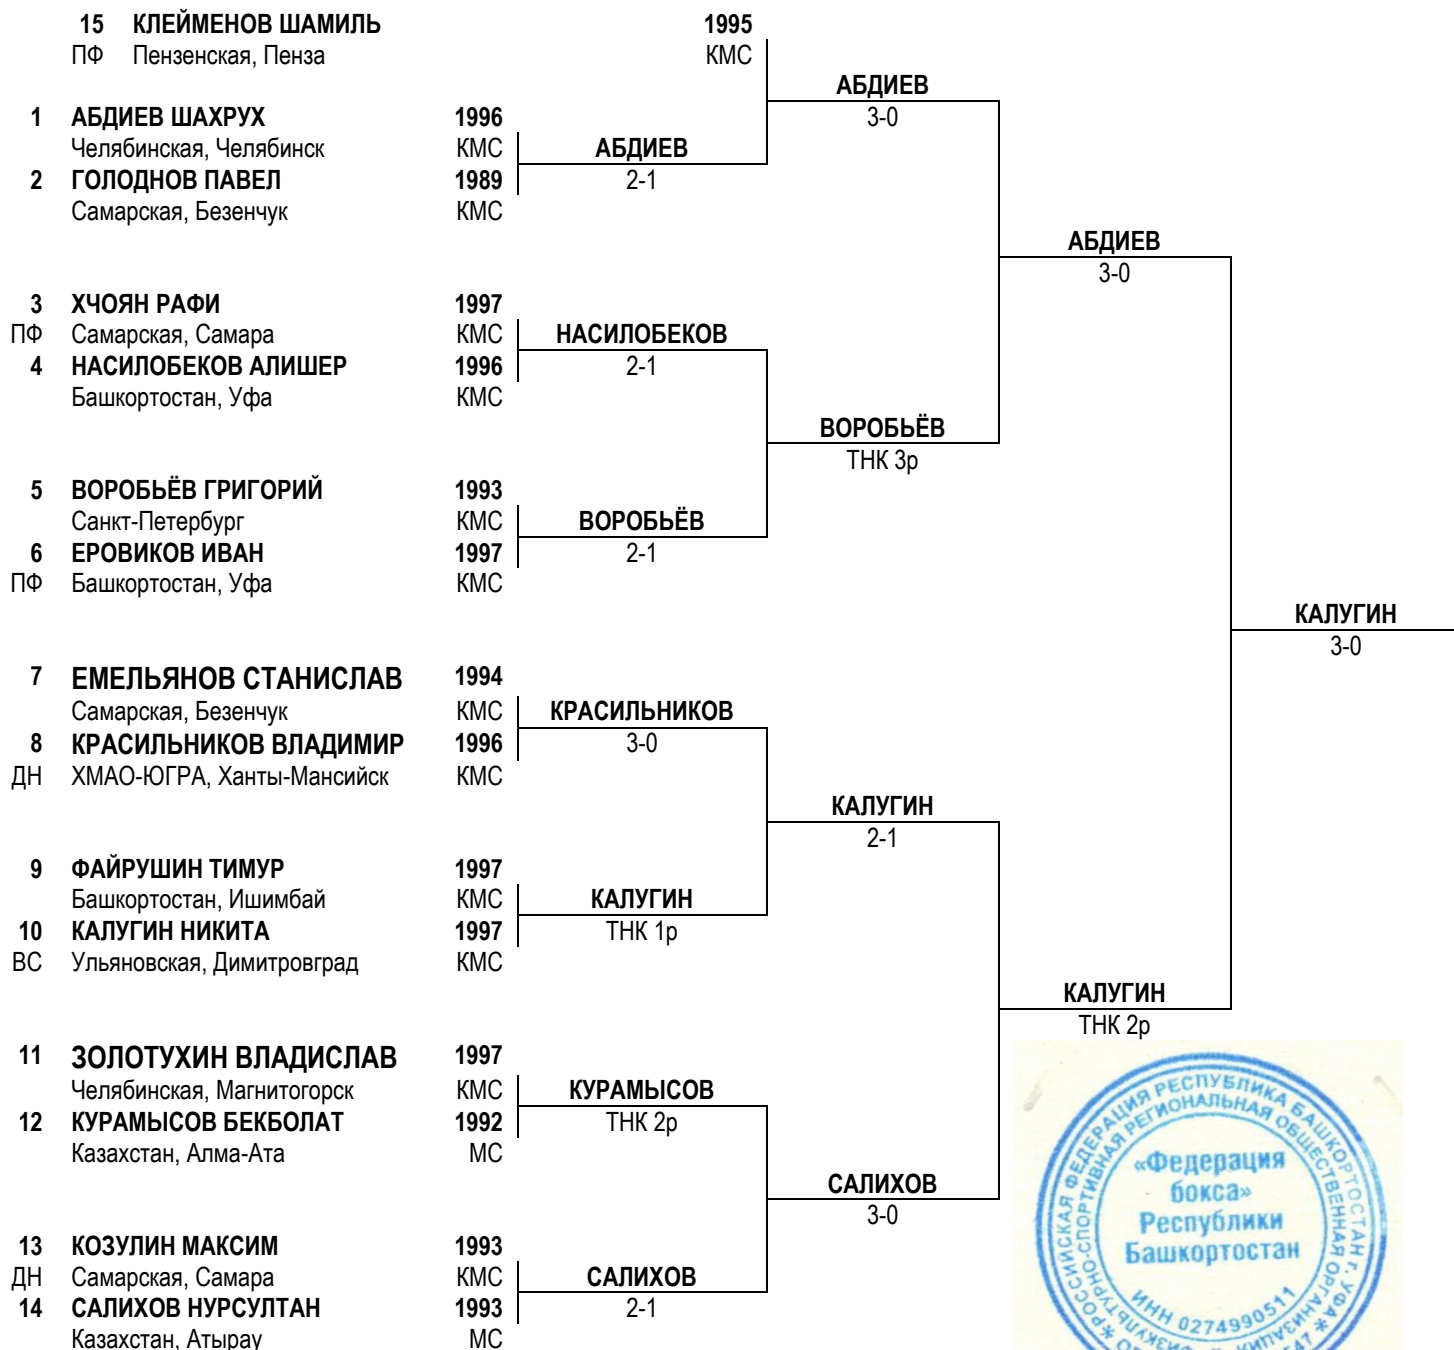 15 КЛЕЙМЕНОВ ШАМИЛЬ 1995
ПФ Пензенская, Пенза КМС
АБДИЕВ
3-0
1 АБДИЕВ ШАХРУХ 1996
Челябинская, Челябинск КМС
АБДИЕВ
2-1
2 ГОЛОДНОВ ПАВЕЛ 1989
Самарская, Безенчук КМС
АБДИЕВ
3-0
3 ХЧОЯН РАФИ 1997
ПФ Самарская, Самара КМС
НАСИЛОБЕКОВ
2-1
4 НАСИЛОБЕКОВ АЛИШЕР 1996
Башкортостан, Уфа КМС
ВОРОБЬЁВ
ТНК 3р
5 ВОРОБЬЁВ ГРИГОРИЙ 1993
Санкт-Петербург КМС
ВОРОБЬЁВ
2-1
6 ЕРОВИКОВ ИВАН 1997
ПФ Башкортостан, Уфа КМС
КАЛУГИН
3-0
7 ЕМЕЛЬЯНОВ СТАНИСЛАВ 1994
Самарская, Безенчук КМС
КРАСИЛЬНИКОВ
3-0
8 КРАСИЛЬНИКОВ ВЛАДИМИР 1996
ДН ХМАО-ЮГРА, Ханты-Мансийск КМС
КАЛУГИН
2-1
9 ФАЙРУШИН ТИМУР 1997
Башкортостан, Ишимбай КМС
КАЛУГИН
ТНК 1р
10 КАЛУГИН НИКИТА 1997
ВС Ульяновская, Димитровград КМС
КАЛУГИН
ТНК 2р
11 ЗОЛОТУХИН ВЛАДИСЛАВ 1997
Челябинская, Магнитогорск КМС
КУРАМЫСОВ
ТНК 2р
12 КУРАМЫСОВ БЕКБОЛАТ 1992
Казахстан, Алма-Ата МС
САЛИХОВ
3-0
13 КОЗУЛИН МАКСИМ 1993
ДН Самарская, Самара КМС
САЛИХОВ
2-1
14 САЛИХОВ НУРСУЛТАН 1993
Казахстан, Атырау МС
РОССИЙСКАЯ ФЕДЕРАЦИЯ РЕСПУБЛИКА БАШКОРТОСТАН г. УФА
СПОРТИВНАЯ РЕГИОНАЛЬНАЯ ОБЩЕСТВЕННАЯ ОРГАНИЗАЦИЯ
«Федерация
бокса»
Республики
Башкортостан
ИНН 0274990511